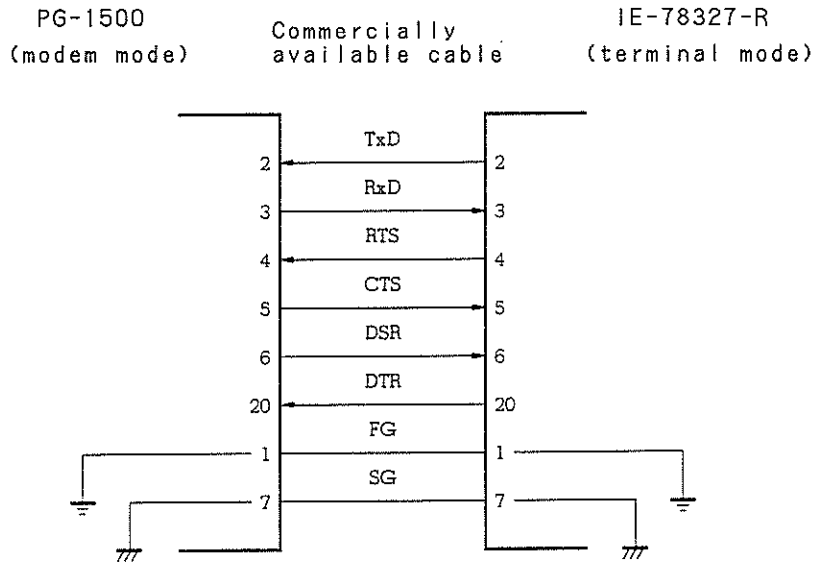 PG-1500
(modem mode)
Commercially
available cable
IE-78327-R
(terminal mode)
TxD
2 2
RxD
3 3
RTS
4 4
CTS
5 5
DSR
6 6
DTR
20 20
FG
1 1
SG
7 7